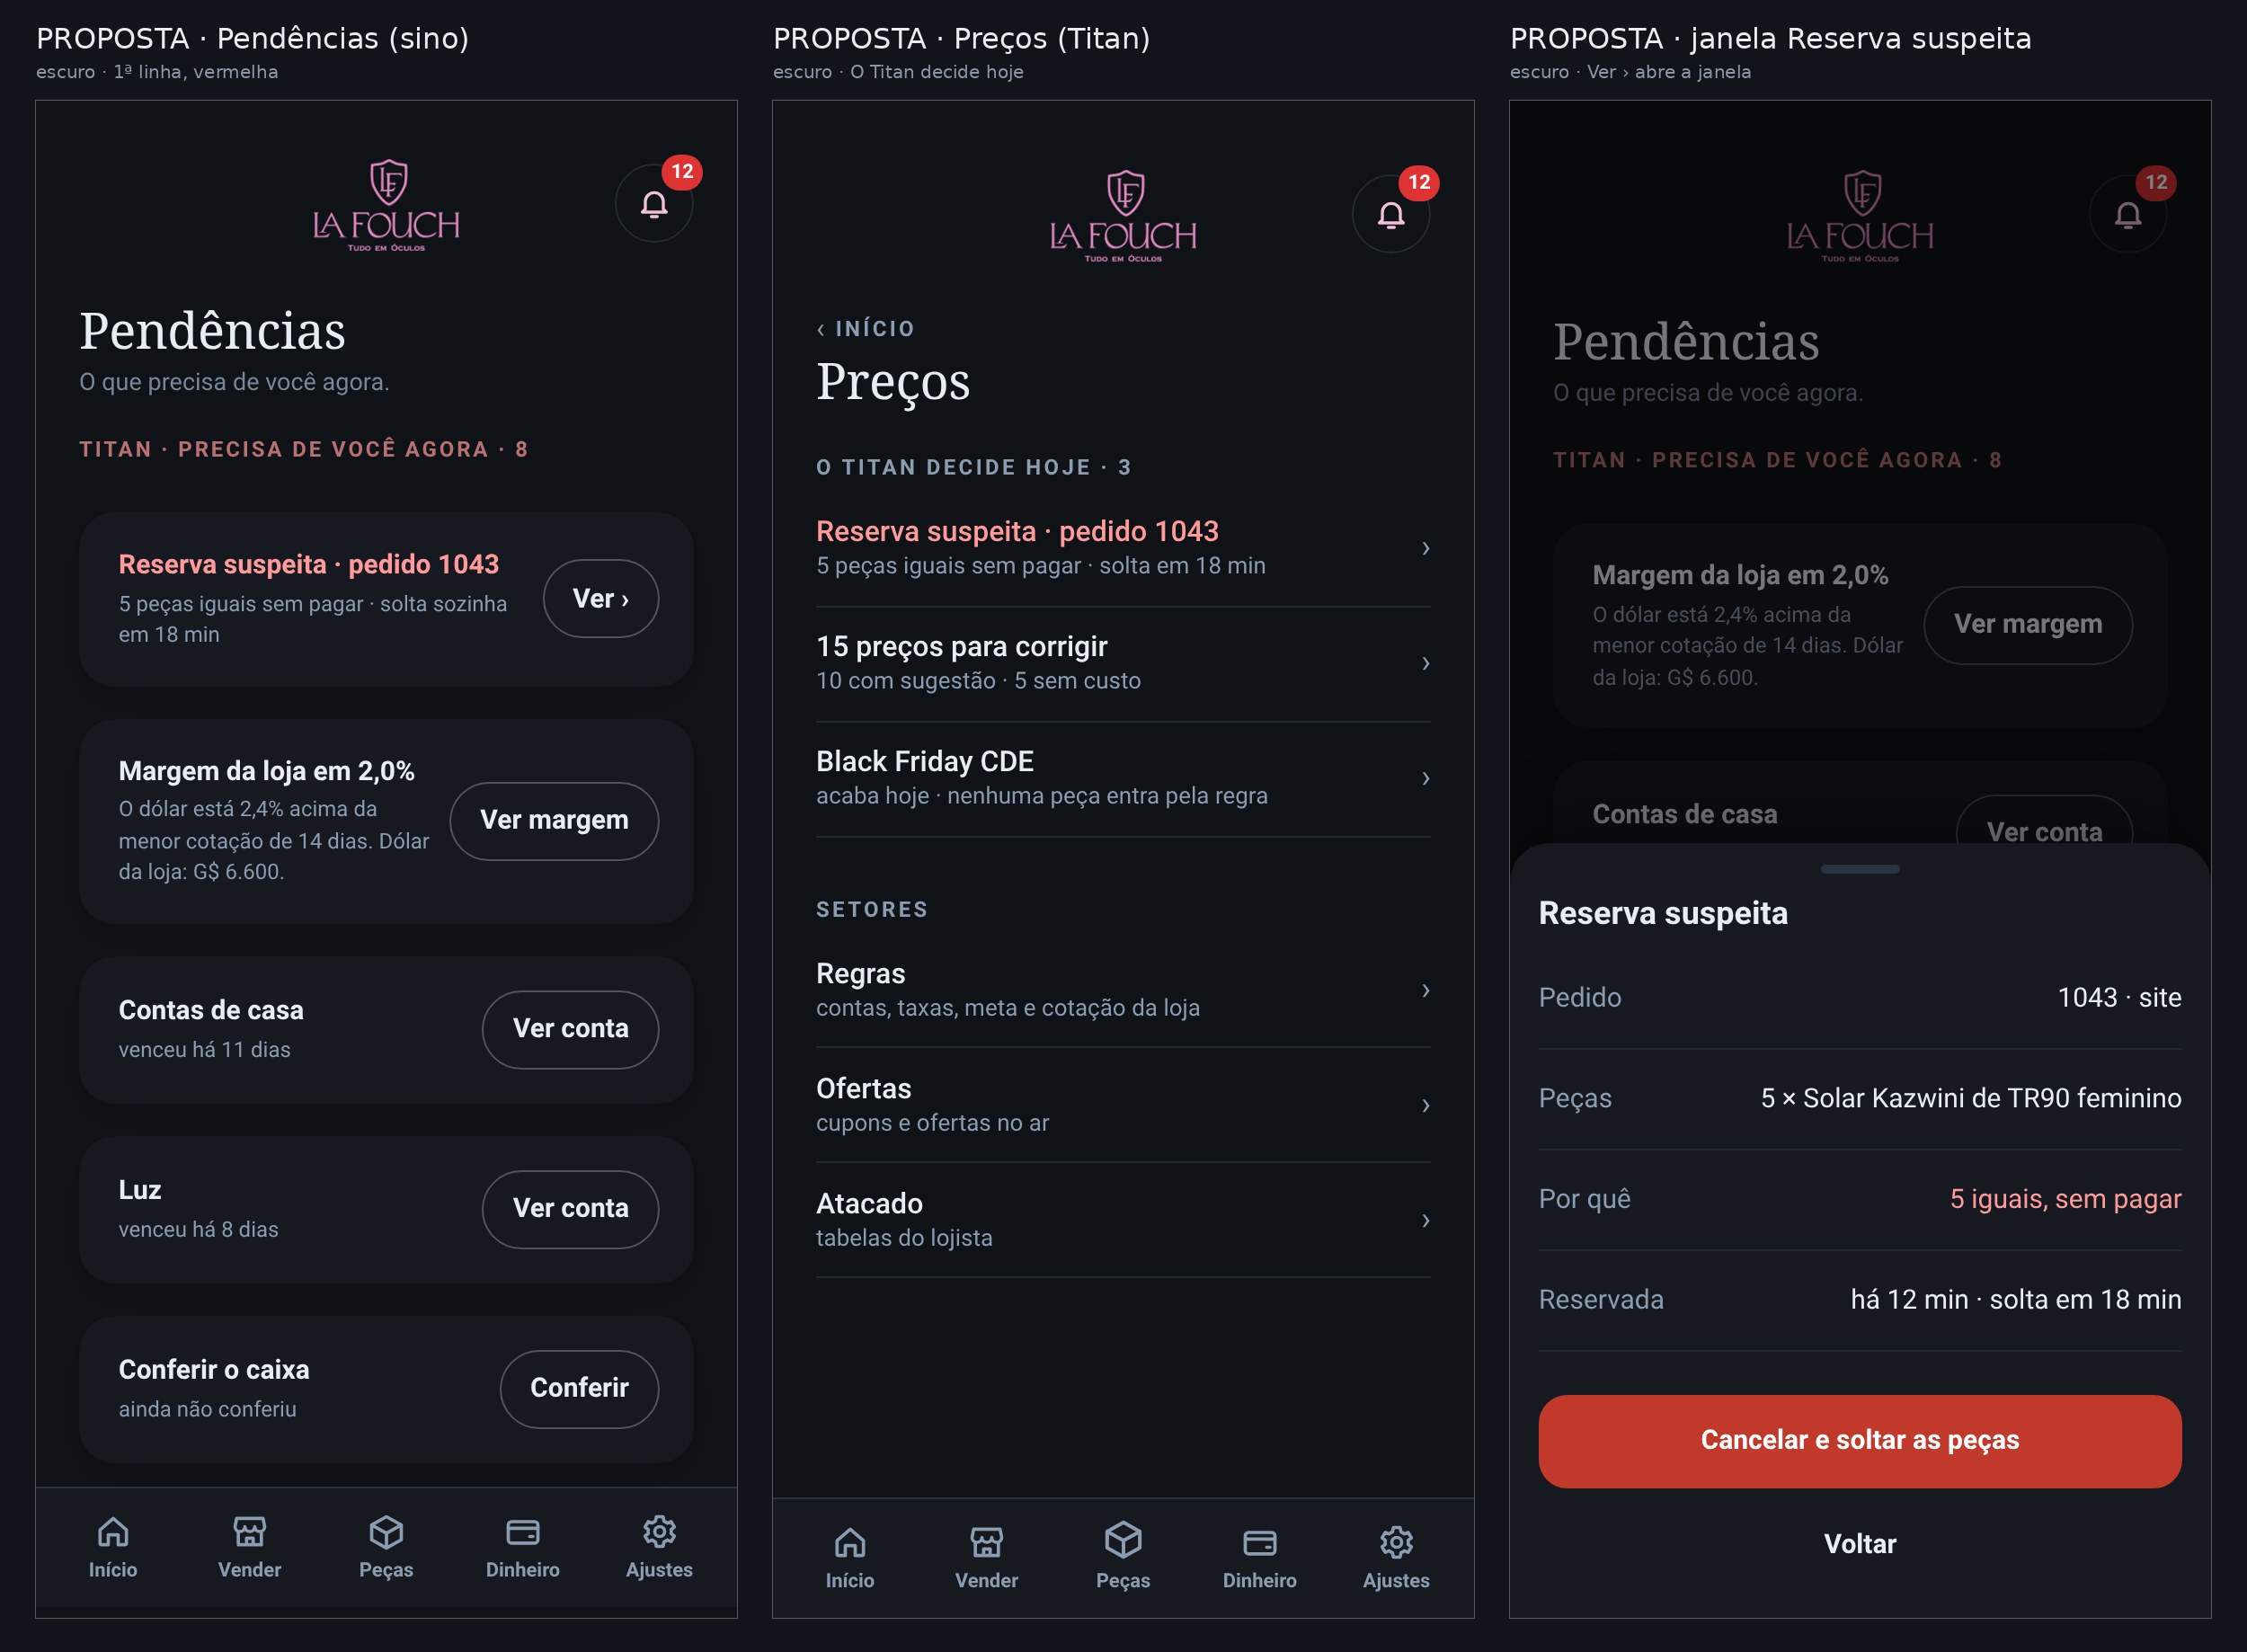 PROPOSTA · Pendências (sino)
escuro · 1ª linha, vermelha
12
LF
LA FOUCH
TUDO EM ÓCULOS
Pendências
O que precisa de você agora.
TITAN · PRECISA DE VOCÊ AGORA · 8
Reserva suspeita · pedido 1043
5 peças iguais sem pagar · solta sozinha
em 18 min
Ver ›
Margem da loja em 2,0%
O dólar está 2,4% acima da
menor cotação de 14 dias. Dólar
da loja: G$ 6.600.
Ver margem
Contas de casa
venceu há 11 dias
Ver conta
Luz
venceu há 8 dias
Ver conta
Conferir o caixa
ainda não conferiu
Conferir
Início
Vender
Peças
Dinheiro
Ajustes
PROPOSTA · Preços (Titan)
escuro · O Titan decide hoje
12
LF
LA FOUCH
TUDO EM ÓCULOS
‹ INÍCIO
Preços
O TITAN DECIDE HOJE · 3
Reserva suspeita · pedido 1043
5 peças iguais sem pagar · solta em 18 min
›
15 preços para corrigir
10 com sugestão · 5 sem custo
›
Black Friday CDE
acaba hoje · nenhuma peça entra pela regra
›
SETORES
Regras
contas, taxas, meta e cotação da loja
›
Ofertas
cupons e ofertas no ar
›
Atacado
tabelas do lojista
›
Início
Vender
Peças
Dinheiro
Ajustes
PROPOSTA · janela Reserva suspeita
escuro · Ver › abre a janela
12
LF
LA FOUCH
TUDO EM ÓCULOS
Pendências
O que precisa de você agora.
TITAN · PRECISA DE VOCÊ AGORA · 8
Margem da loja em 2,0%
O dólar está 2,4% acima da
menor cotação de 14 dias. Dólar
da loja: G$ 6.600.
Ver margem
Contas de casa
Ver conta
Reserva suspeita
Pedido
1043 · site
Peças
5 × Solar Kazwini de TR90 feminino
Por quê
5 iguais, sem pagar
Reservada
há 12 min · solta em 18 min
Cancelar e soltar as peças
Voltar